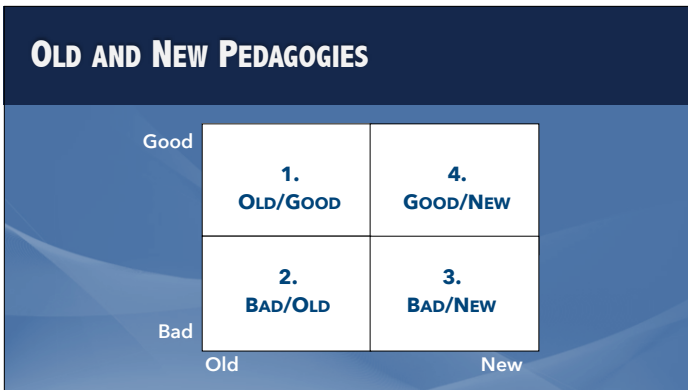 OLD AND NEW PEDAGOGIES
Good
1.
OLD/GOOD
4.
GOOD/NEW
2.
BAD/OLD
3.
BAD/NEW
Bad
Old
New